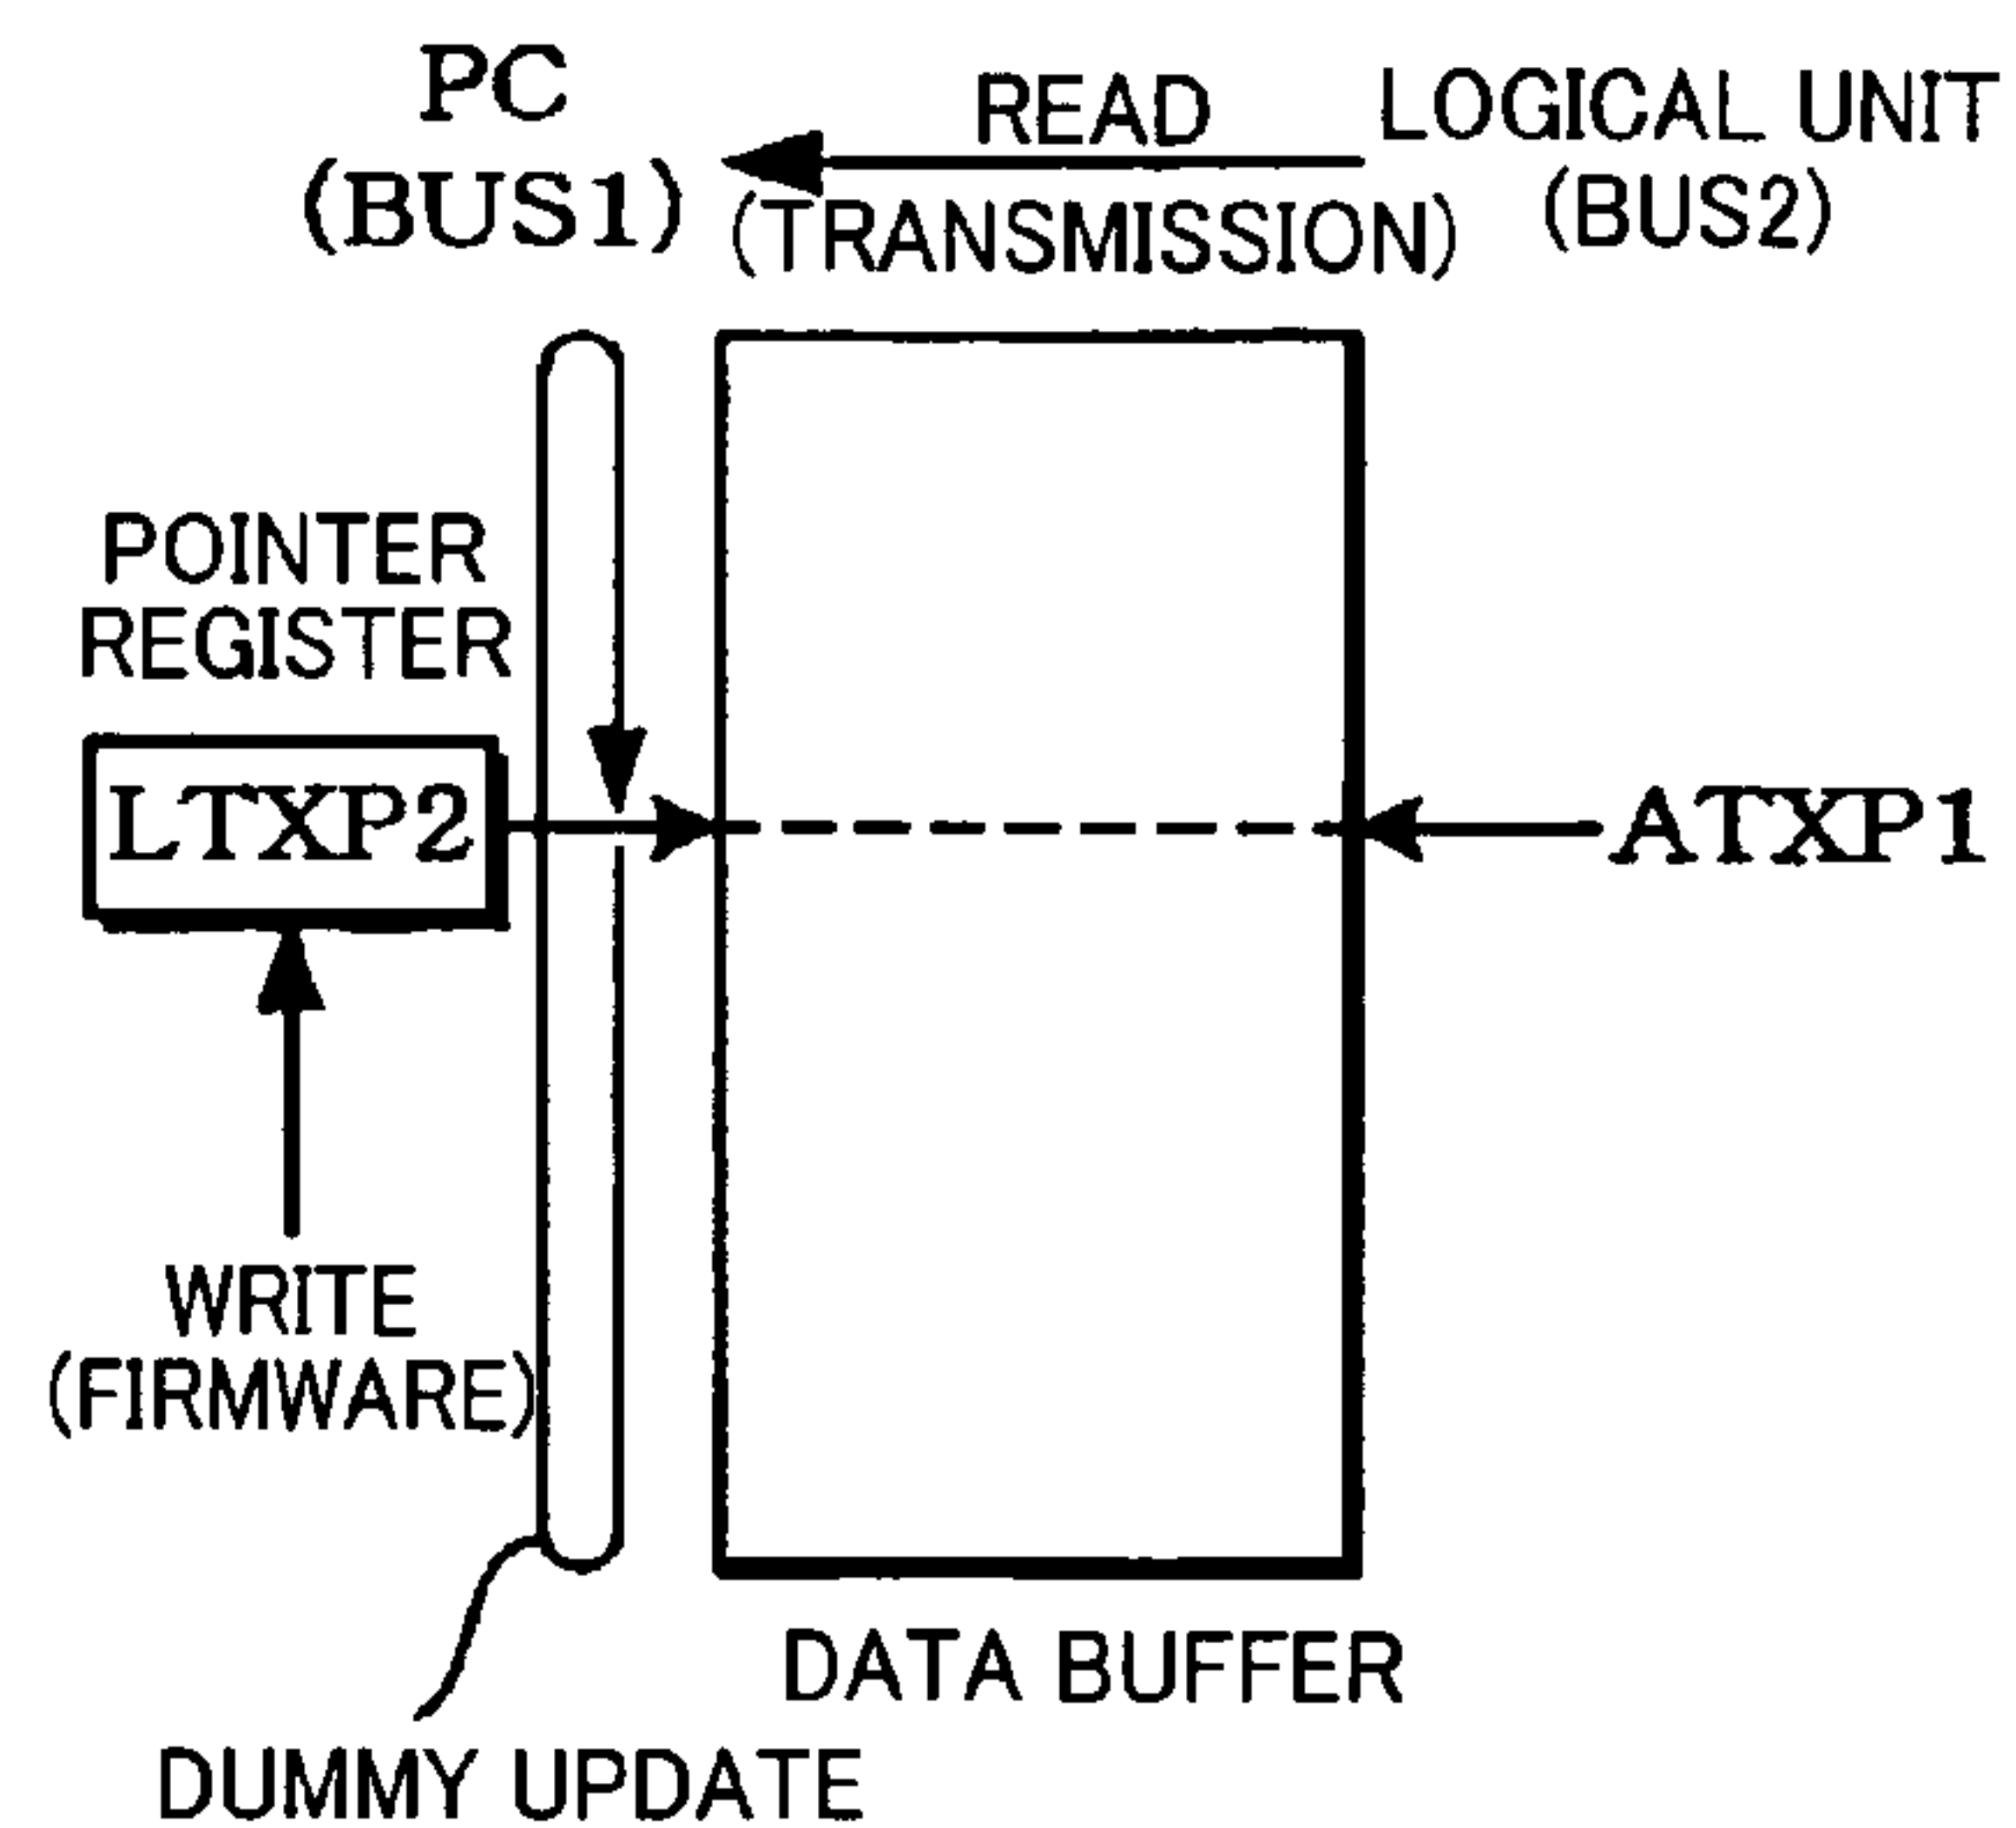 PC
(BUS1)
READ
(TRANSMISSION)
LOGICAL UNIT
(BUS2)
POINTER
REGISTER
LTXP2
ATXP1
WRITE
(FIRMWARE)
DATA BUFFER
DUMMY UPDATE